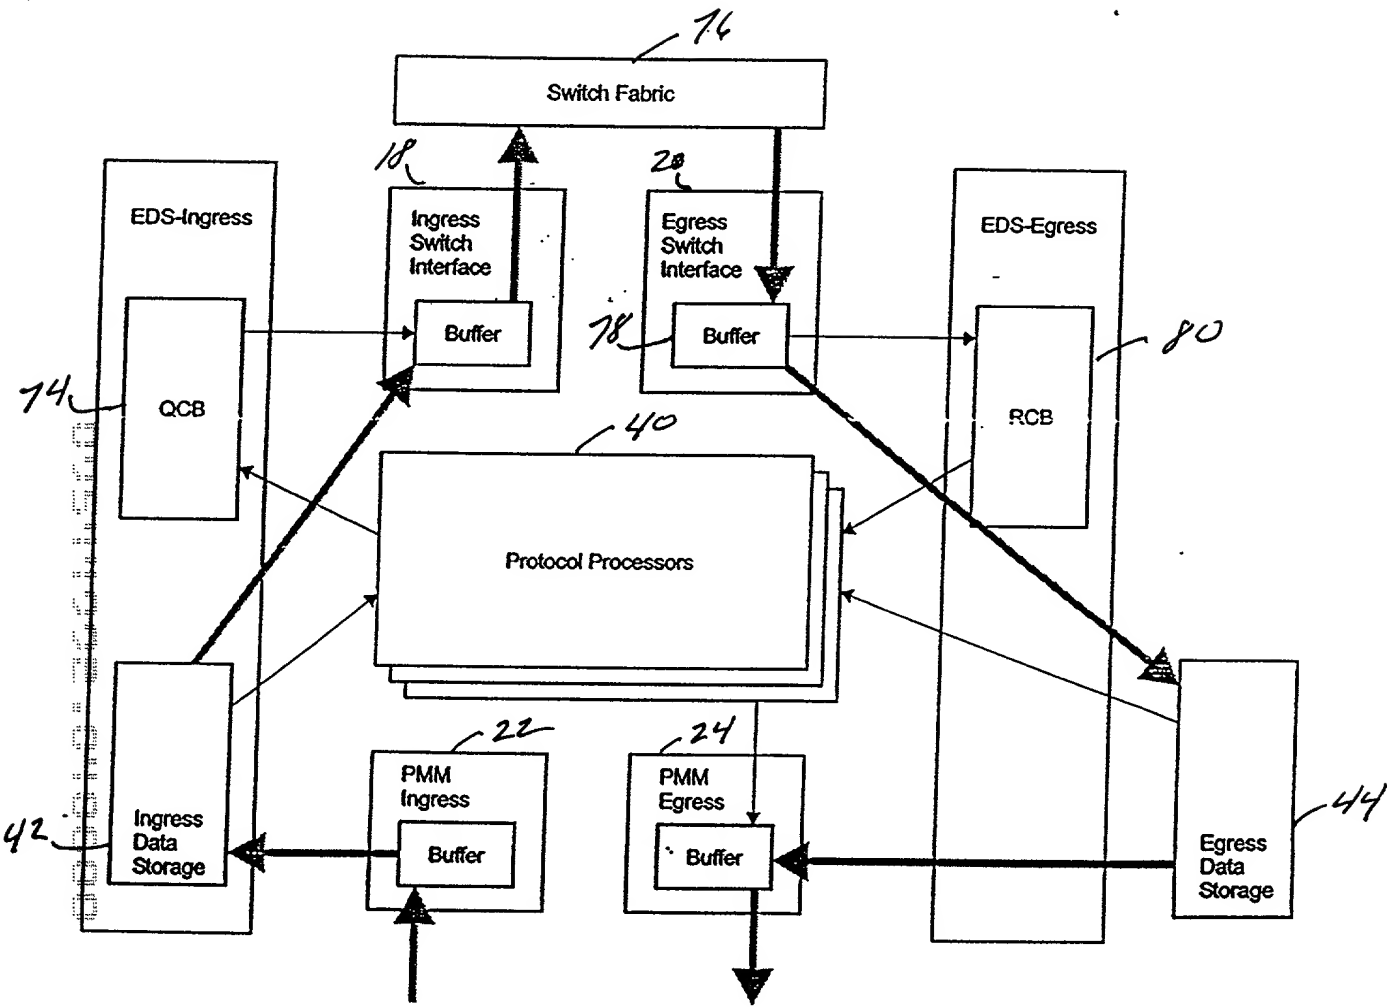 76
Switch Fabric
18
20
EDS-Ingress
Ingress
Switch
Interface
Egress
Switch
Interface
EDS-Egress
Buffer
78
Buffer
80
74
QCB
RCB
40
Protocol Processors
22
24
PMM
Ingress
PMM
Egress
44
42
Ingress
Data
Storage
Buffer
Buffer
Egress
Data
Storage